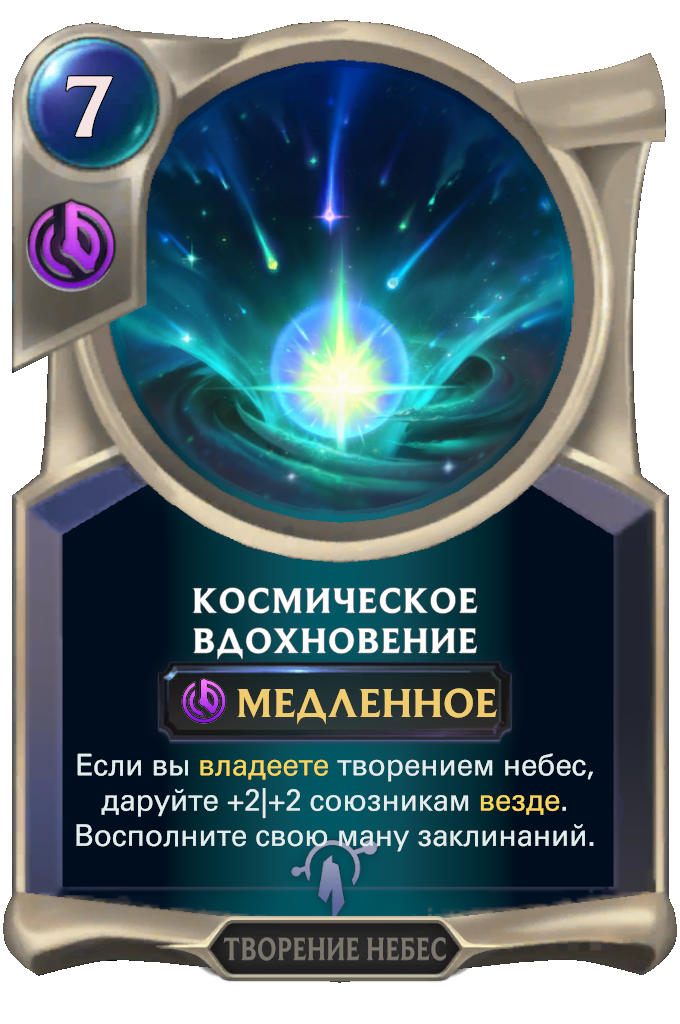 7
КОСМИЧЕСКОЕ
ВДОХНОВЕНИЕ
МЕДЛЕННОЕ
Если вы владеете творением небес,
даруйте +2|+2 союзникам везде.
Восполните свою ману заклинаний.
ТВОРЕНИЕ НЕБЕС